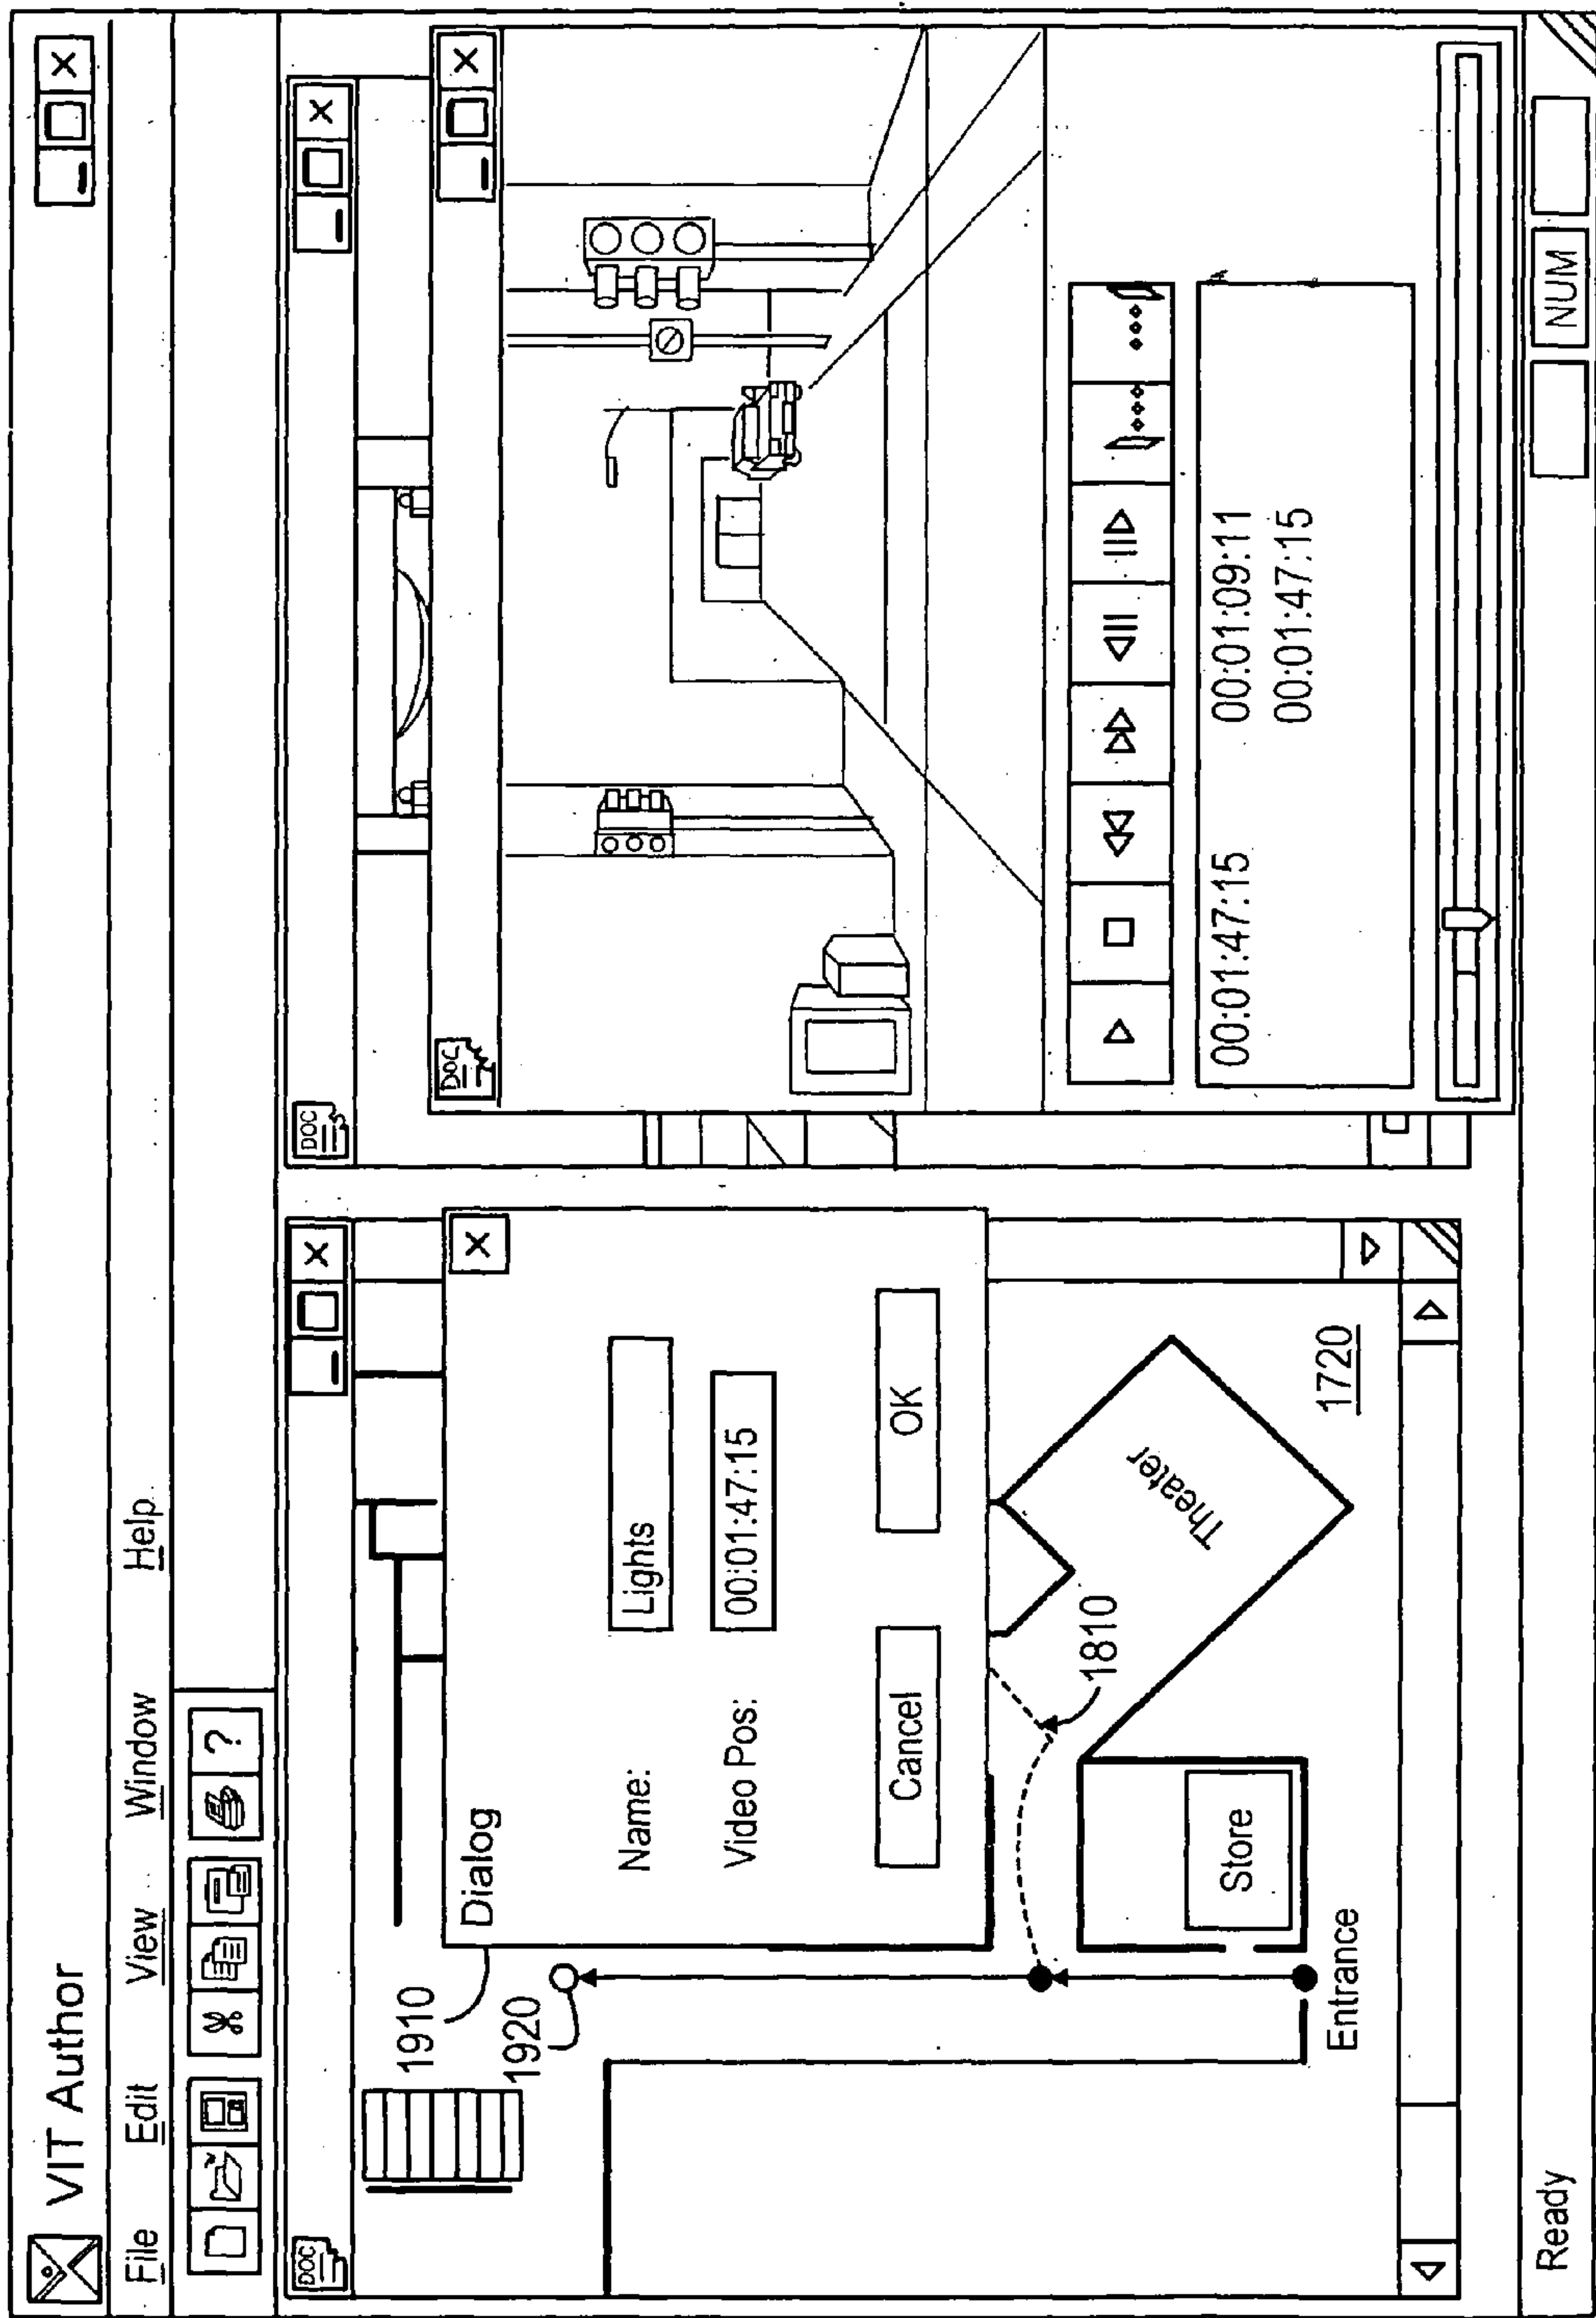 VIT Author
File Edit View Window Help
?
DOC
DOC
DOC
1910
1920
Dialog
Name: Lights
Video Pos: 00:01:47:15
Cancel OK
1810
Theater
Store
Entrance
1720
00:01:47:15 00:01:09:11
00:01:47:15
Ready NUM